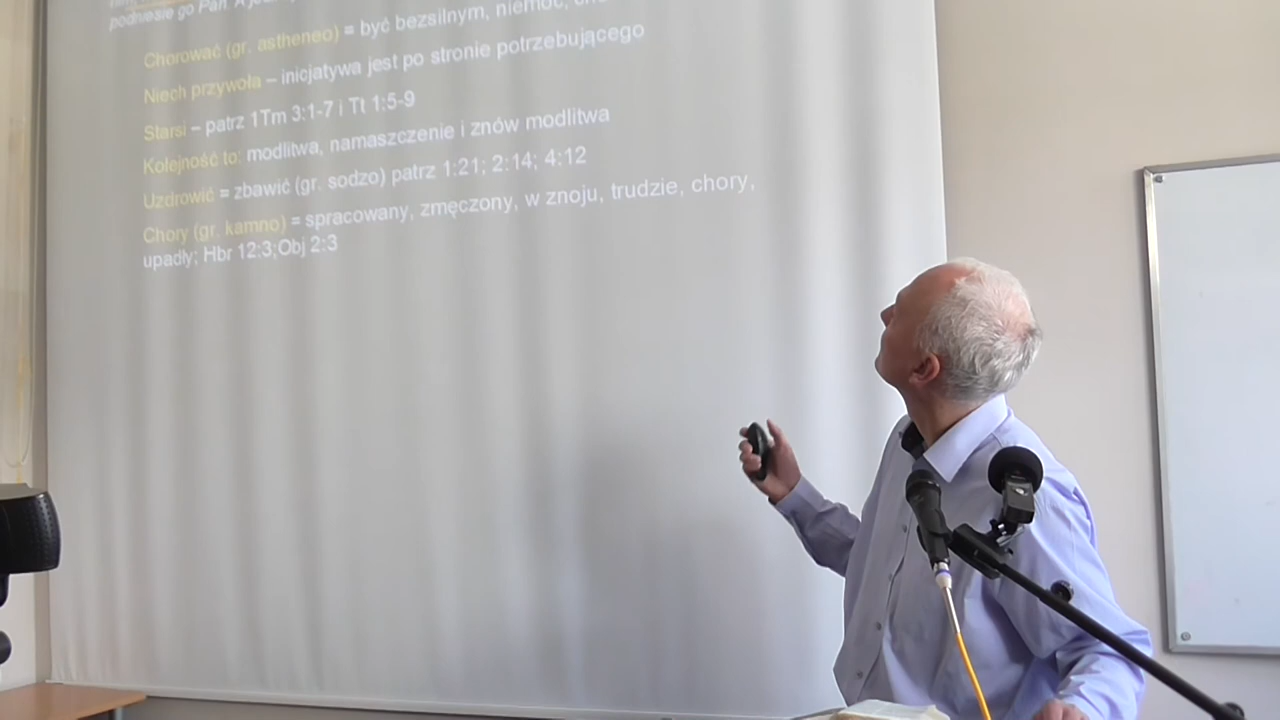 podniesie go Pan. A
Chorować (gr. astheneo) = być bezsilnym, niemoc,
Niech przywoła – inicjatywa jest po stronie potrzebującego
Starsi – patrz 1Tm 3:1-7 i Tt 1:5-9
Kolejność to: modlitwa, namaszczenie i znów modlitwa
Uzdrowić = zbawić (gr. sodzo) patrz 1:21; 2:14; 4:12
Chory (gr. kamno) = spracowany, zmęczony, w znoju, trudzie, chory,
upadły; Hbr 12:3;Obj 2:3